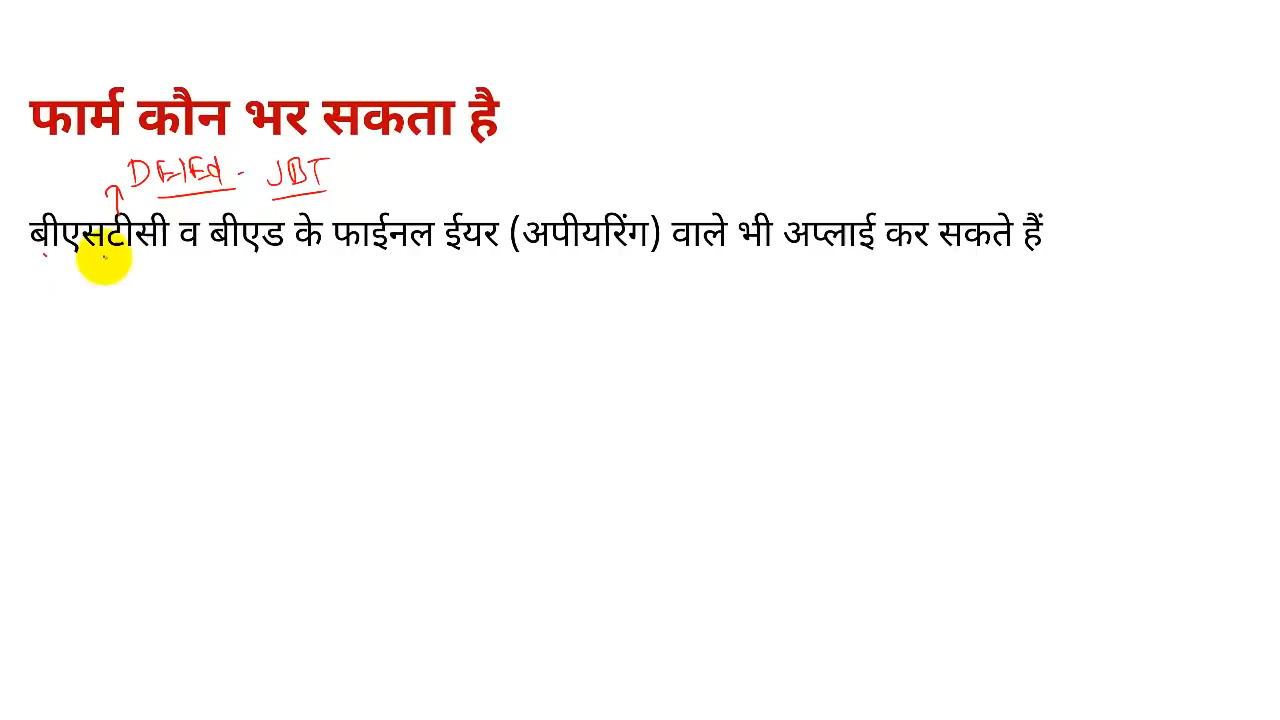 फार्म कौन भर सकता है
DElEd - JBT
बीएसटीसी व बीएड के फाईनल ईयर (अपीयरिंग) वाले भी अप्लाई कर सकते हैं